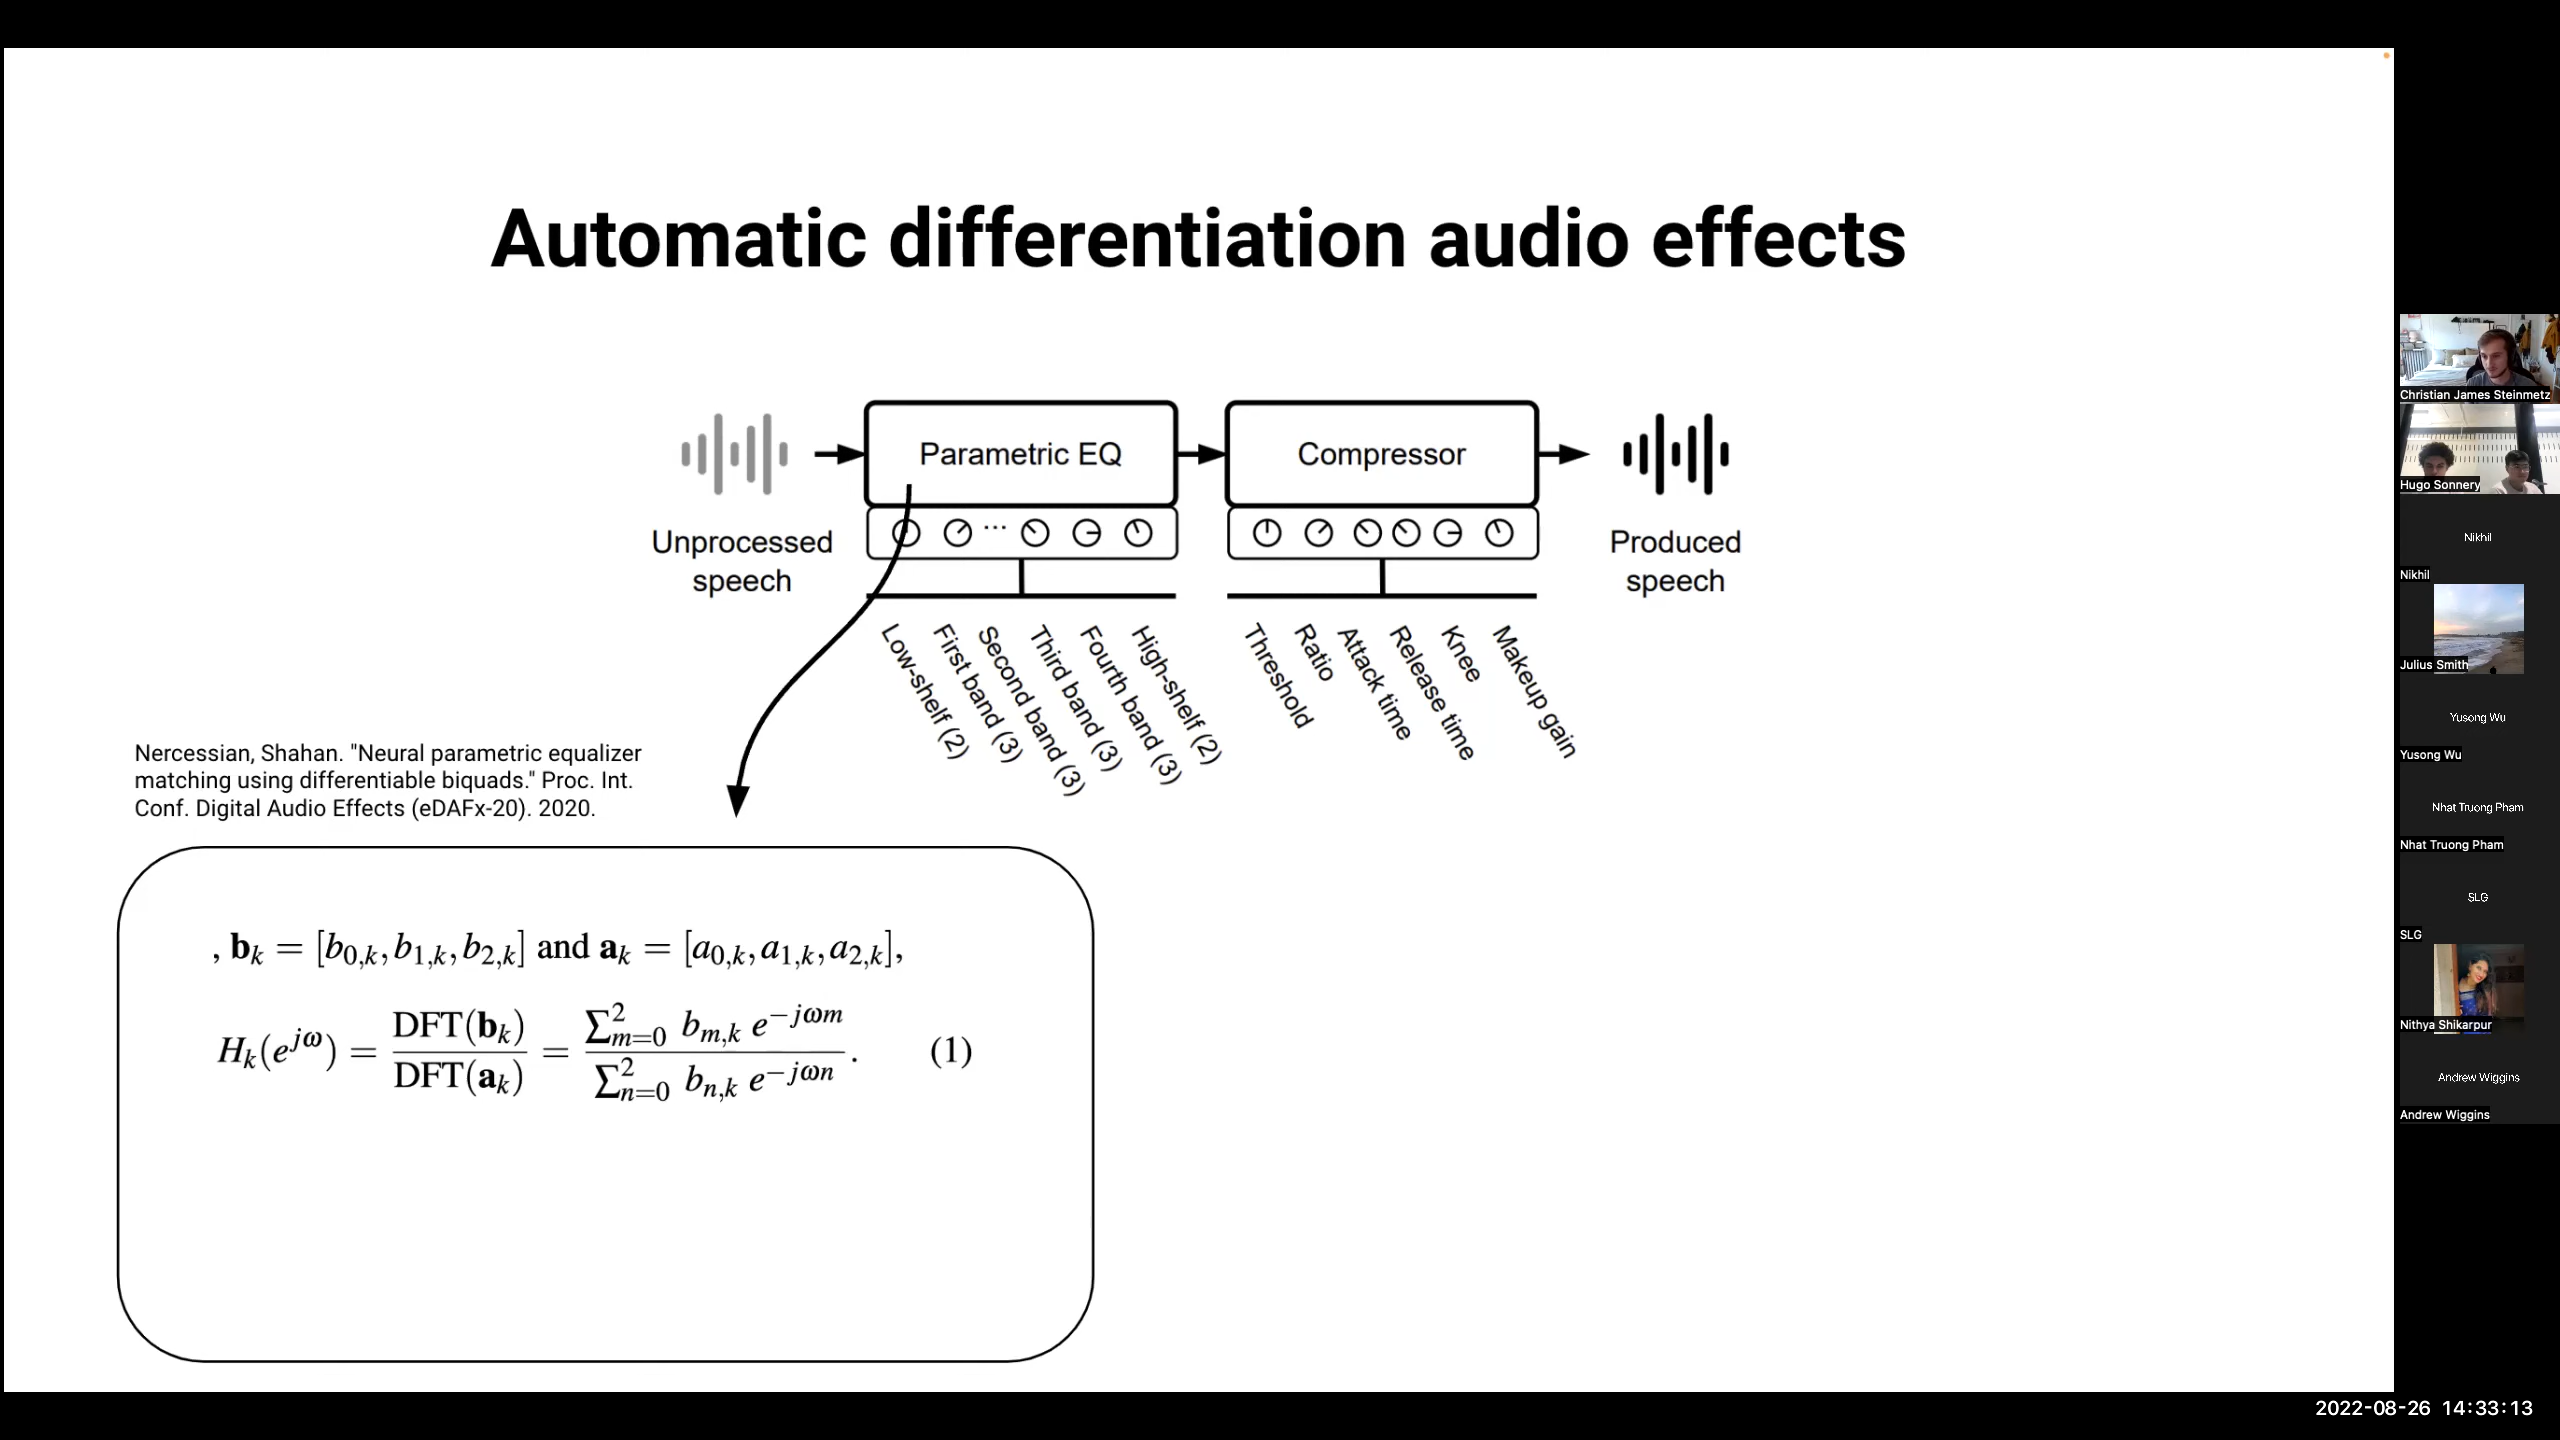 Automatic differentiation audio effects
Parametric EQ
Compressor
...
Unprocessed
speech
Produced
speech
Low-shelf (2)
First band (3)
Second band (3)
Third band (3)
Fourth band (3)
High-shelf (2)
Threshold
Ratio
Attack time
Release time
Knee
Makeup gain
Nercessian, Shahan. "Neural parametric equalizer
matching using differentiable biquads." Proc. Int.
Conf. Digital Audio Effects (eDAFx-20). 2020.
, b_k = [b_{0,k}, b_{1,k}, b_{2,k}] and a_k = [a_{0,k}, a_{1,k}, a_{2,k}],
H_k(e^{jω}) = DFT(b_k) / DFT(a_k) = ∑_{m=0}^{2} b_{m,k} e^{−jωm} / ∑_{n=0}^{2} b_{n,k} e^{−jωn} . (1)
Christian James Steinmetz
Hugo Sonnery
Nikhil
Nikhil
Julius Smith
Yusong Wu
Yusong Wu
Nhat Truong Pham
Nhat Truong Pham
SLG
SLG
Nithya Shikarpur
Andrew Wiggins
Andrew Wiggins
2022-08-26 14:33:13